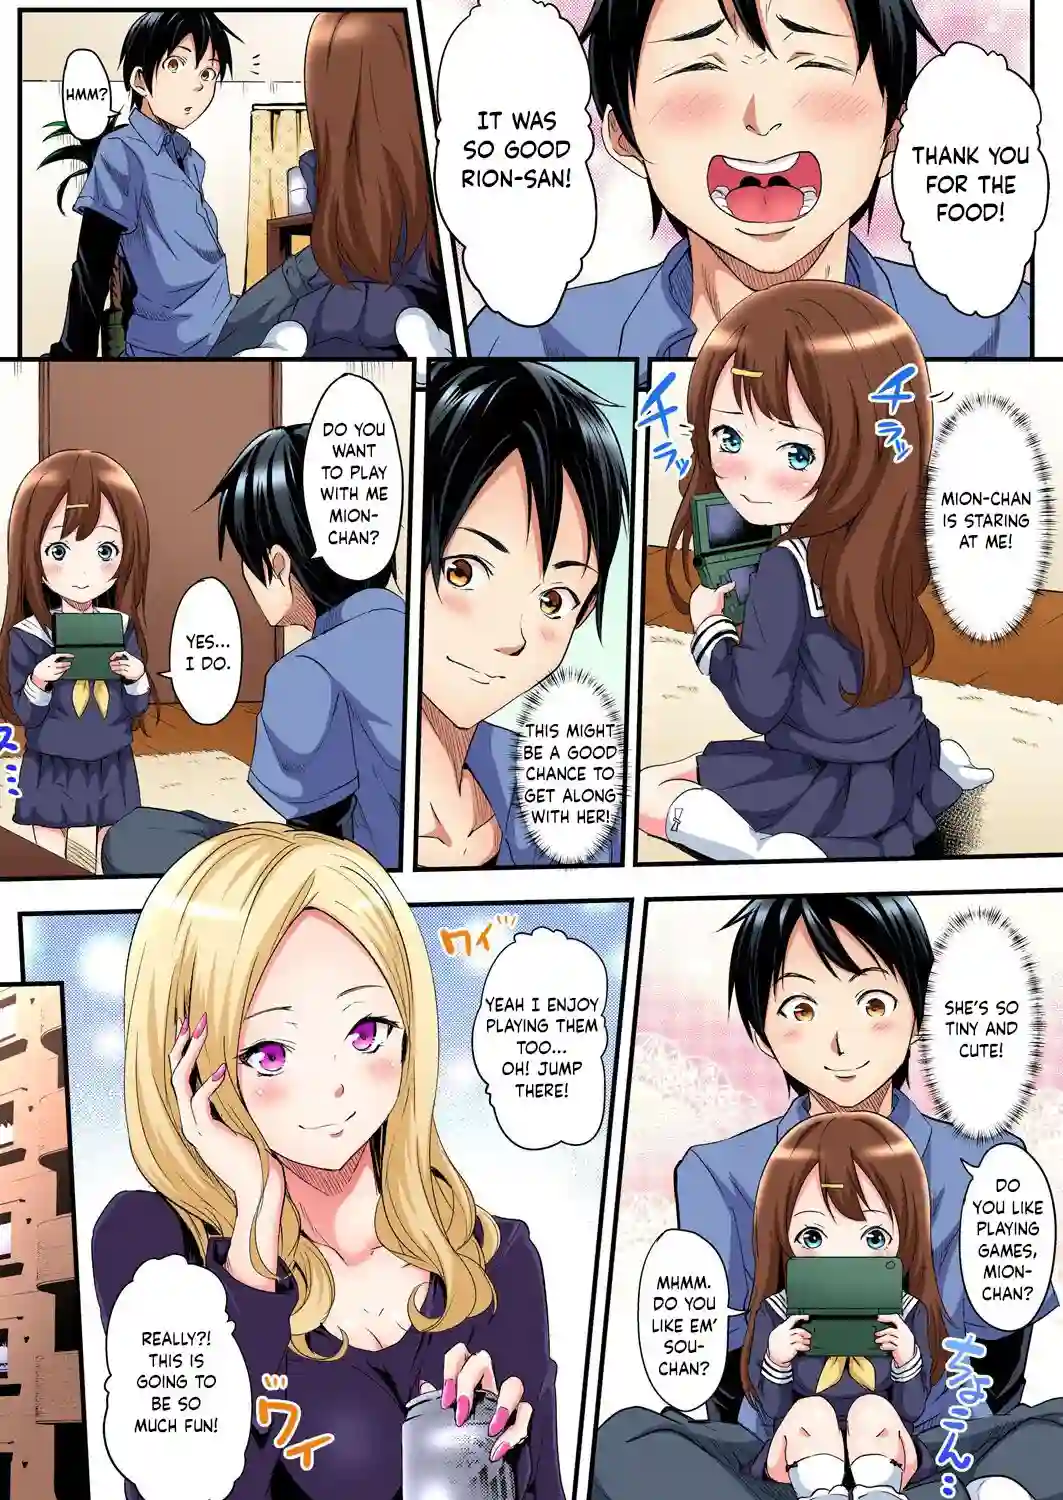 THANK YOU
FOR THE
FOOD!
IT WAS
SO GOOD
RION-SAN!
HMM?
チラッ
チラッ
MION-CHAN
IS STARING
AT ME!
THIS MIGHT
BE A GOOD
CHANCE TO
GET ALONG
WITH HER!
DO YOU
WANT
TO PLAY
WITH ME
MION-
CHAN?
YES...
I DO.
ス…
SHE'S SO
TINY AND
CUTE!
DO
YOU LIKE
PLAYING
GAMES,
MION-
CHAN?
MHMM.
DO YOU
LIKE EM'
SOU-
CHAN?
ちょこん…
ワイ
YEAH I ENJOY
PLAYING THEM
TOO...
OH! JUMP
THERE!
REALLY?!
THIS IS
GOING TO
BE SO
MUCH FUN!
ワイ